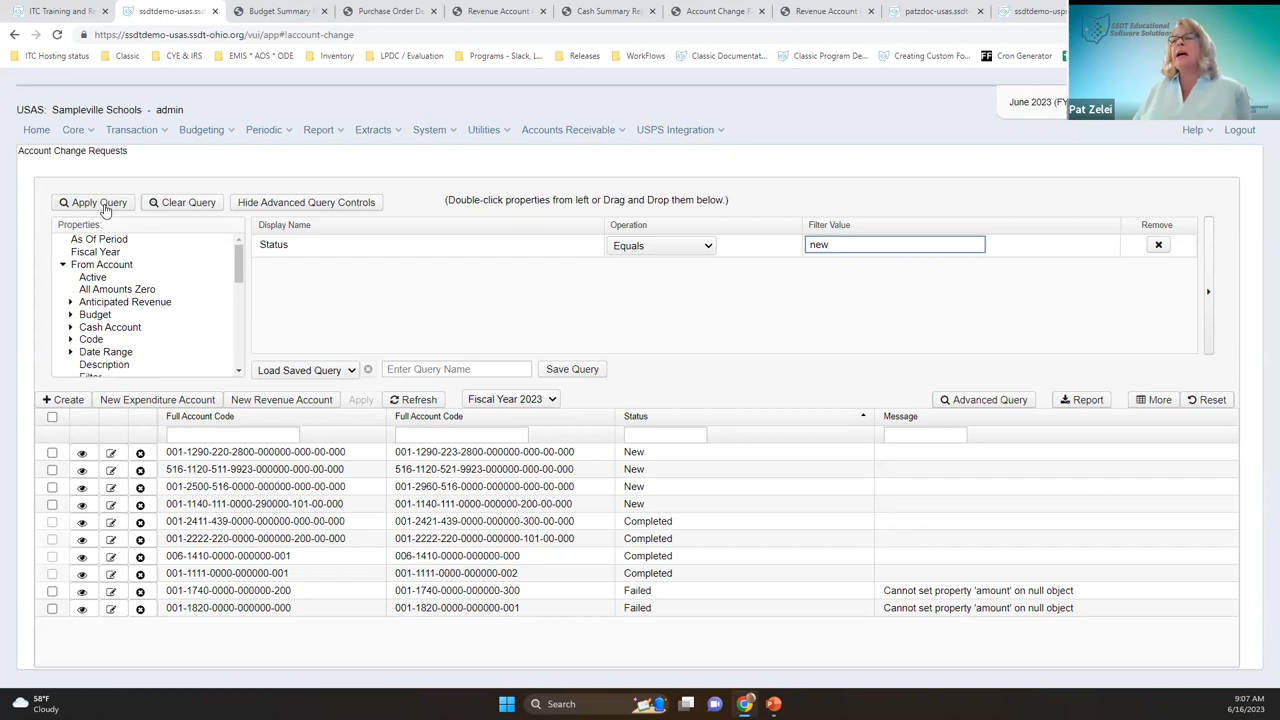 ITC Training and Re
ssdtdemo-usas.ss
Budget Summary
Purchase Order De
Revenue Account
Cash Summary Re
Account Change R
Revenue Account
patzdoc-usas.ssdt
ssdtdemo-usps
https://ssdtdemo-usas.ssdt-ohio.org/vui/app#!account-change
ITC Hosting status
Classic
CYE & IRS
EMIS * AOS * ODE
Inventory
LPDC / Evaluation
Programs - Slack, L...
Releases
WorkFlows
Classic Documentat...
Classic Program De...
Creating Custom Fo...
FF Cron Generator
SSDT Educational
Software Solutions
Pat Zelei
USAS: Sampleville Schools - admin
June 2023 (FY
Home Core Transaction Budgeting Periodic Report Extracts System Utilities Accounts Receivable USPS Integration Help Logout
Account Change Requests
Apply Query Clear Query Hide Advanced Query Controls (Double-click properties from left or Drag and Drop them below.)
Properties:
As Of Period
Fiscal Year
From Account
Active
All Amounts Zero
Anticipated Revenue
Budget
Cash Account
Code
Date Range
Description
Filter
Display Name Operation Filter Value Remove
Status Equals new
Load Saved Query Enter Query Name Save Query
Create New Expenditure Account New Revenue Account Apply Refresh Fiscal Year 2023 Advanced Query Report More Reset
Full Account Code Full Account Code Status Message
001-1290-220-2800-000000-000-00-000 001-1290-223-2800-000000-000-00-000 New
516-1120-511-9923-000000-000-00-000 516-1120-521-9923-000000-000-00-000 New
001-2500-516-0000-000000-000-00-000 001-2960-516-0000-000000-000-00-000 New
001-1140-111-0000-290000-101-00-000 001-1140-111-0000-000000-200-00-000 New
001-2411-439-0000-000000-000-00-000 001-2421-439-0000-000000-300-00-000 Completed
001-2222-220-0000-000000-200-00-000 001-2222-220-0000-000000-101-00-000 Completed
006-1410-0000-000000-001 006-1410-0000-000000-000 Completed
001-1111-0000-000000-001 001-1111-0000-000000-002 Completed
001-1740-0000-000000-200 001-1740-0000-000000-300 Failed Cannot set property 'amount' on null object
001-1820-0000-000000-000 001-1820-0000-000000-001 Failed Cannot set property 'amount' on null object
58°F
Cloudy
Search
9:07 AM
6/16/2023